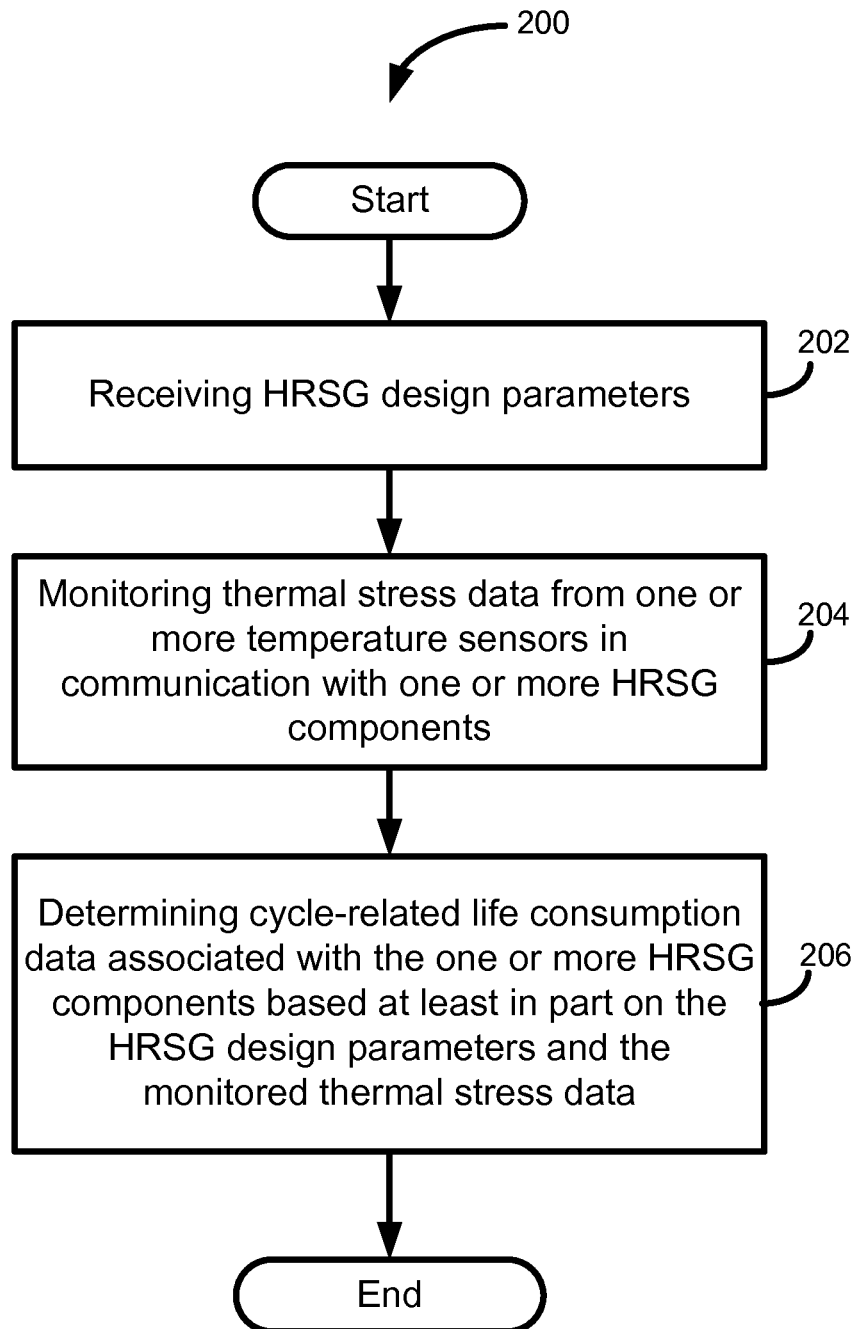 200
Start
202
Receiving HRSG design parameters
Monitoring thermal stress data from one or
more temperature sensors in
communication with one or more HRSG
components
204
Determining cycle-related life consumption
data associated with the one or more HRSG
components based at least in part on the
HRSG design parameters and the
monitored thermal stress data
206
End